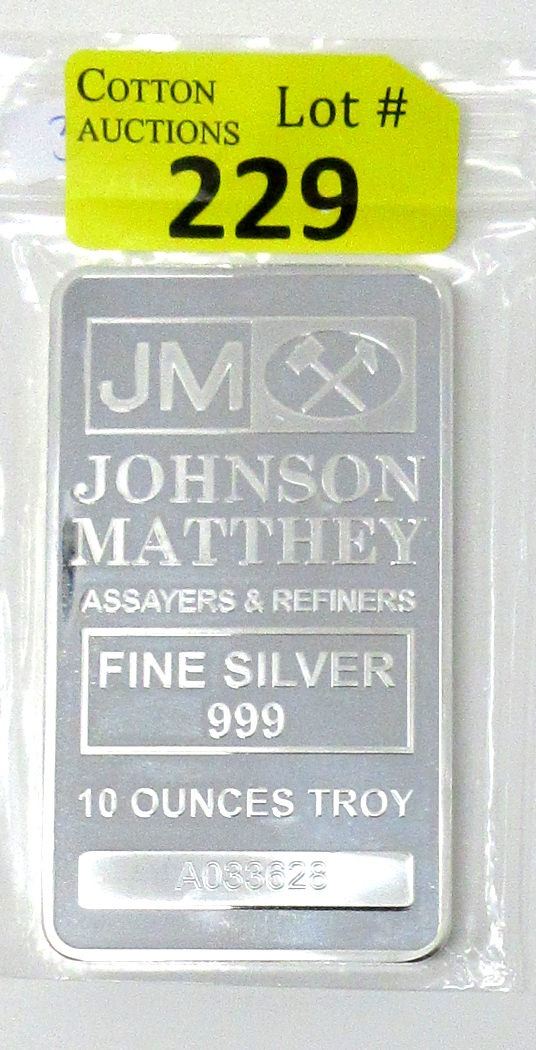 COTTON AUCTIONS Lot #
229
JM
JOHNSON
MATTHEY
ASSAYERS & REFINERS
FINE SILVER
999
10 OUNCES TROY
A033628